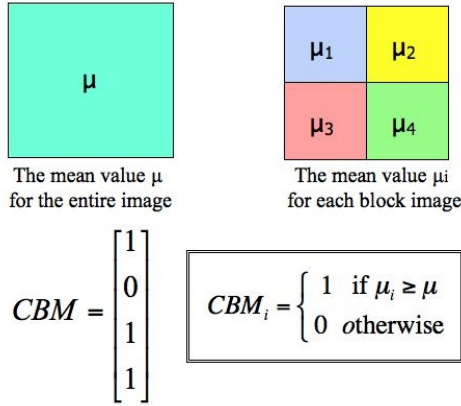 μ
μ1 μ2
μ3 μ4
The mean value μ
for the entire image
The mean value μi
for each block image
CBM = [1 0 1 1]
CBMi = { 1 if μi ≥ μ
0 otherwise